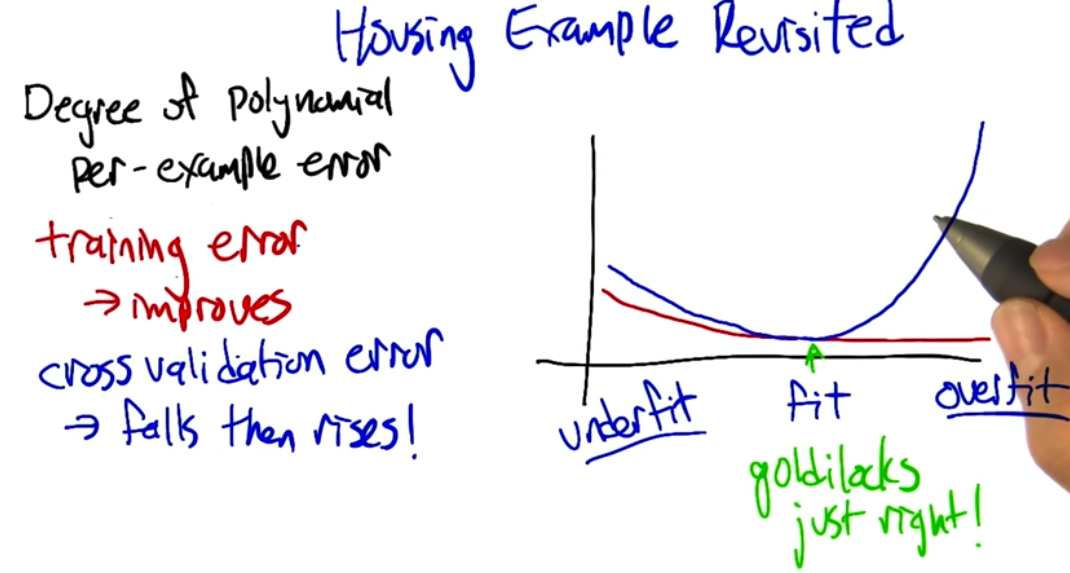 Housing Example Revisited
Degree of polynomial
per-example error
training error
→ improves
cross validation error
→ falls then rises!
underfit
fit
overfit
goldilocks
just right!